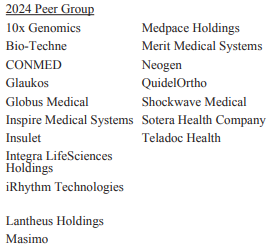 2024 Peer Group
10x Genomics
Bio-Techne
CONMED
Glaukos
Globus Medical
Inspire Medical Systems
Insulet
Integra LifeSciences
Holdings
iRhythm Technologies
Lantheus Holdings
Masimo
Medpace Holdings
Merit Medical Systems
Neogen
QuidelOrtho
Shockwave Medical
Sotera Health Company
Teladoc Health